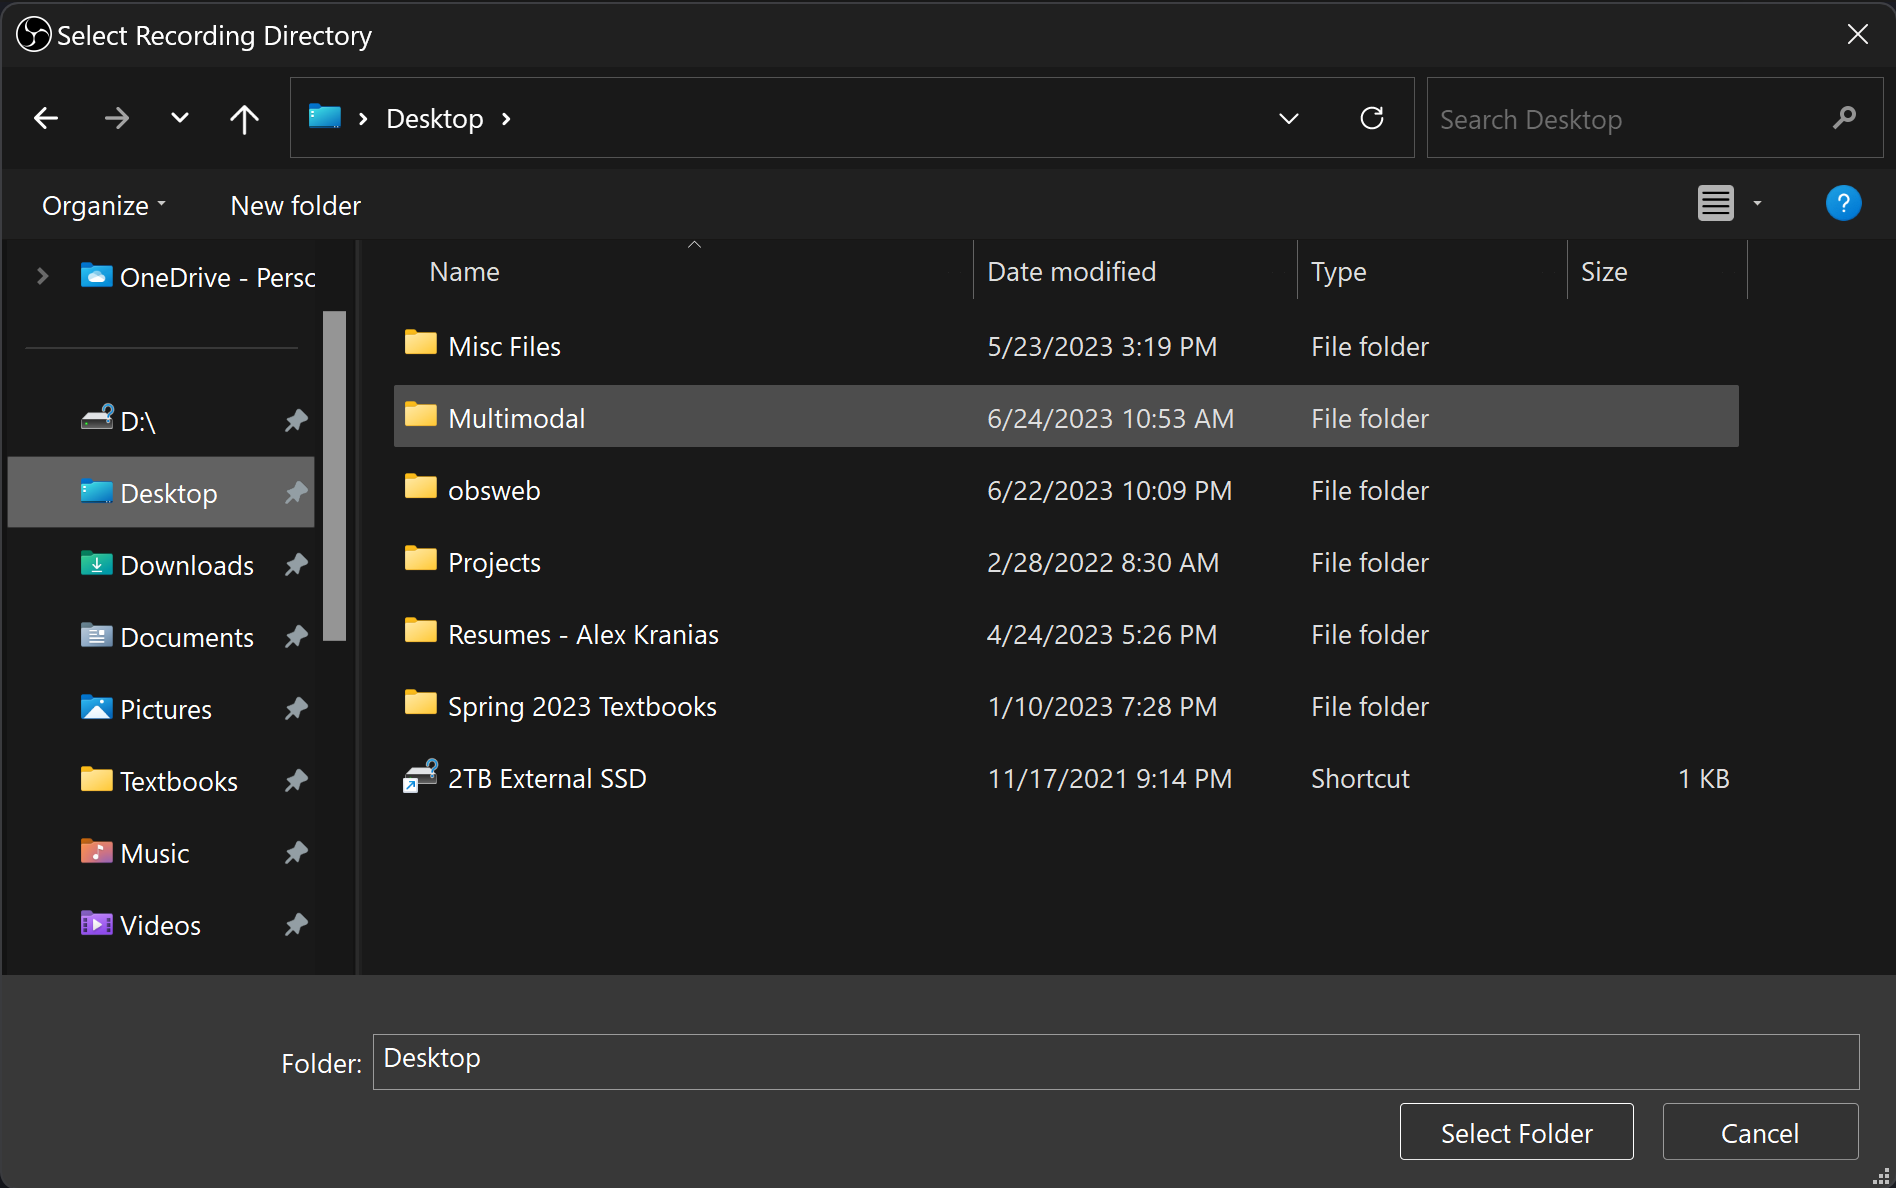 Select Recording Directory
Desktop
Search Desktop
Organize
New folder
OneDrive - Perso
Name
Date modified
Type
Size
Misc Files 5/23/2023 3:19 PM File folder
D:\
Multimodal 6/24/2023 10:53 AM File folder
Desktop
obsweb 6/22/2023 10:09 PM File folder
Downloads
Projects 2/28/2022 8:30 AM File folder
Documents
Resumes - Alex Kranias 4/24/2023 5:26 PM File folder
Pictures
Spring 2023 Textbooks 1/10/2023 7:28 PM File folder
Textbooks
2TB External SSD 11/17/2021 9:14 PM Shortcut 1 KB
Music
Videos
Folder: Desktop
Select Folder
Cancel